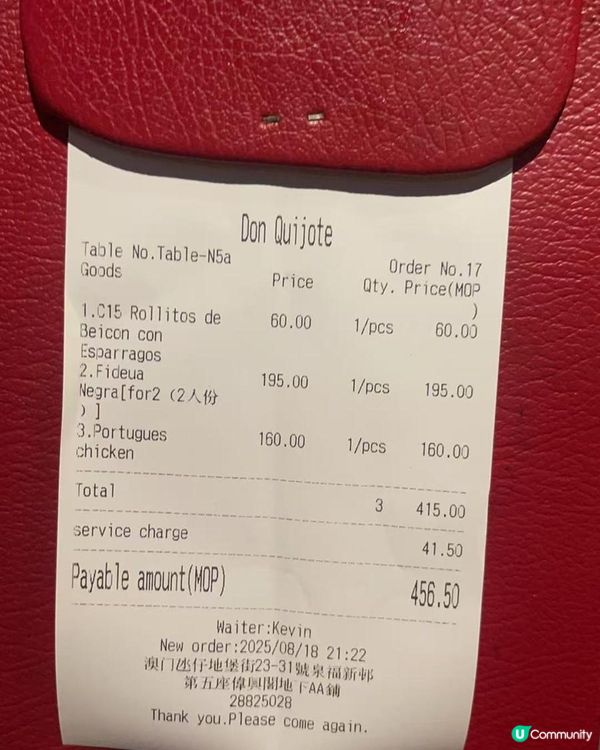 Don Quijote
Table No.Table-N5a Order No.17
Goods Price Qty. Price(MOP
)
1.C15 Rollitos de 60.00 1/pcs 60.00
Beicon con
Esparragos
2.Fideua 195.00 1/pcs 195.00
Negra[for2（2人份
）]
3.Portugues 160.00 1/pcs 160.00
chicken
Total 3 415.00
service charge 41.50
Payable amount(MOP) 456.50
Waiter:Kevin
New order:2025/08/18 21:22
澳门氹仔地堡街23-31號泉福新邨
第五座偉興閣地下AA鋪
28825028
Thank you.Please come again.
U Community